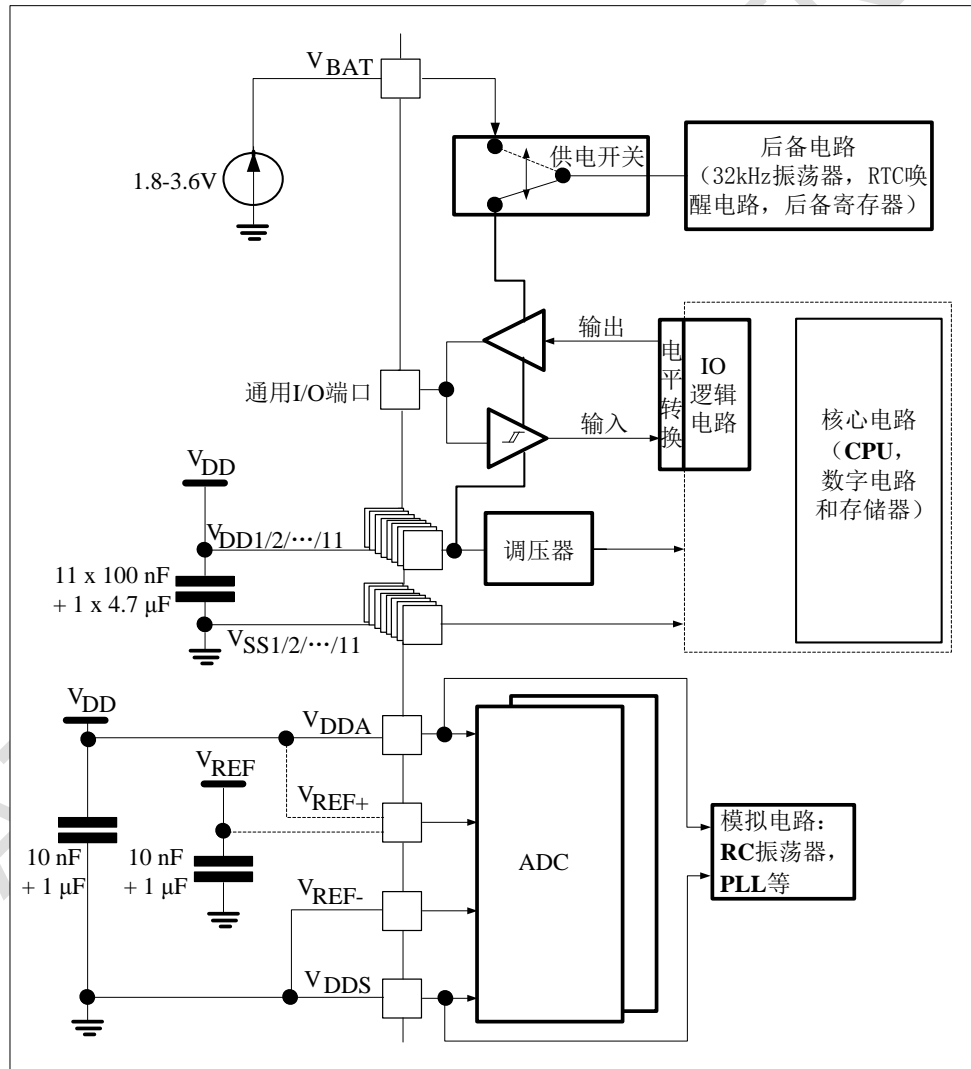 VBAT
1.8-3.6V
供电开关
后备电路
（32kHz振荡器，RTC唤
醒电路，后备寄存器）
输出
通用I/O端口
输入
电平转换
IO
逻辑
电路
核心电路
（CPU，
数字电路
和存储器）
VDD
VDD1/2/…/11
11 x 100 nF
+ 1 x 4.7 µF
调压器
VSS1/2/…/11
VDD
VDDA
VREF
VREF+
10 nF
+ 1 µF
10 nF
+ 1 µF
VREF-
VDDS
ADC
模拟电路：
RC振荡器，
PLL等